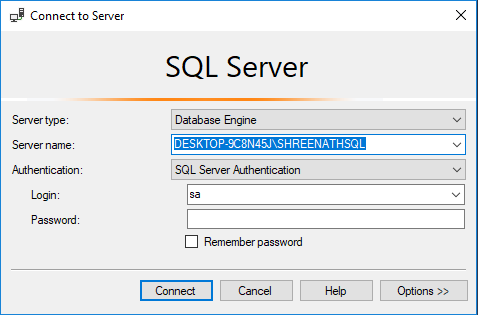 Connect to Server
SQL Server
Server type: Database Engine
Server name: DESKTOP-9C8N45J\SHREENATHSQL
Authentication: SQL Server Authentication
Login: sa
Password:
Remember password
Connect Cancel Help Options >>